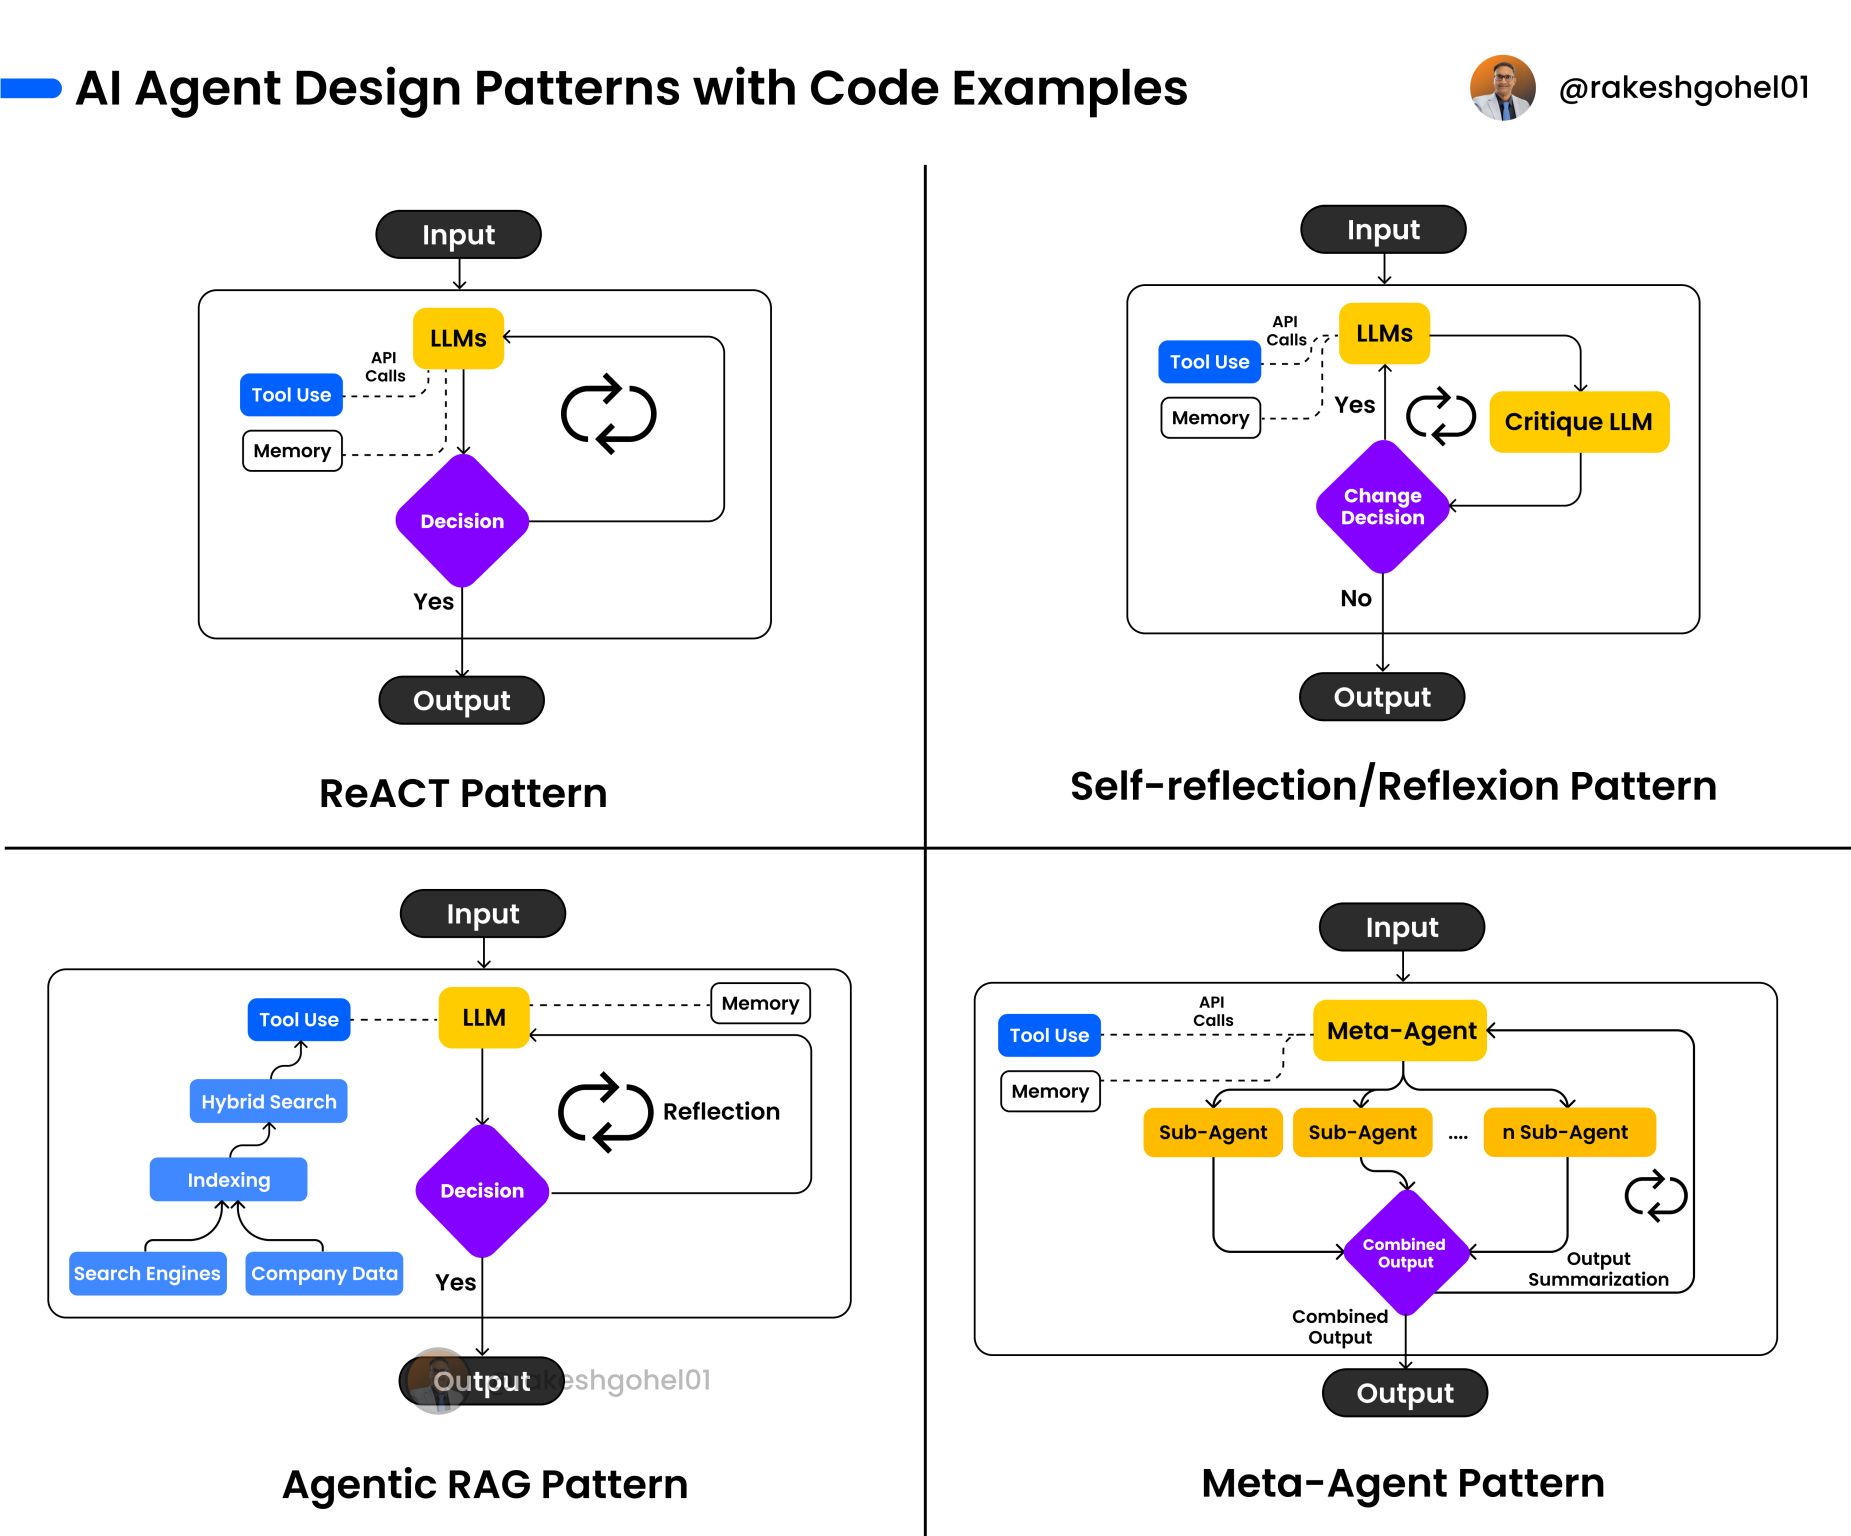 AI Agent Design Patterns with Code Examples
@rakeshgohel01
Input
LLMs
API
Calls
Tool Use
Memory
Decision
Yes
Output
ReACT Pattern
Input
API
Calls
LLMs
Tool Use
Memory
Yes
Critique LLM
Change
Decision
No
Output
Self-reflection/Reflexion Pattern
Input
LLM
Memory
Tool Use
Hybrid Search
Reflection
Indexing
Decision
Search Engines
Company Data
Yes
Output
keshgohel01
Agentic RAG Pattern
Input
API
Calls
Meta-Agent
Tool Use
Memory
Sub-Agent
Sub-Agent
....
n Sub-Agent
Combined
Output
Output
Summarization
Combined
Output
Output
Meta-Agent Pattern